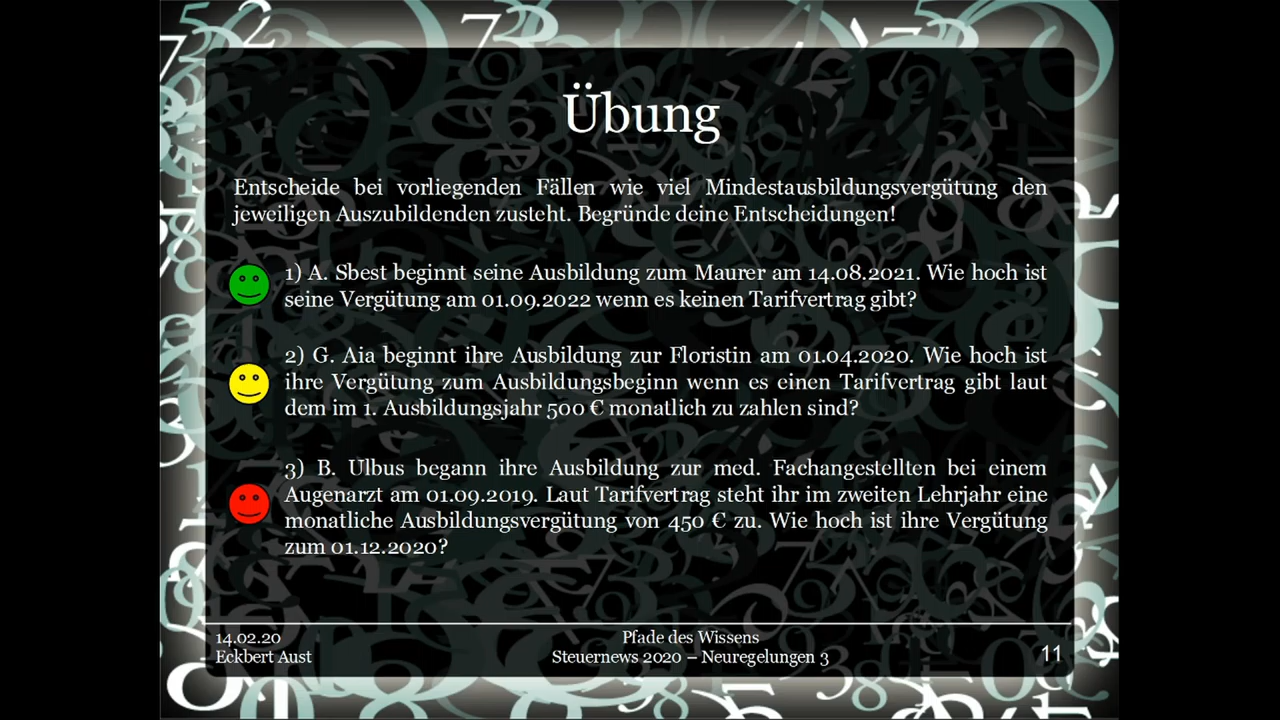 Übung
Entscheide bei vorliegenden Fällen wie viel Mindestausbildungsvergütung den
jeweiligen Auszubildenden zusteht. Begründe deine Entscheidungen!
1) A. Sbest beginnt seine Ausbildung zum Maurer am 14.08.2021. Wie hoch ist
seine Vergütung am 01.09.2022 wenn es keinen Tarifvertrag gibt?
2) G. Aia beginnt ihre Ausbildung zur Floristin am 01.04.2020. Wie hoch ist
ihre Vergütung zum Ausbildungsbeginn wenn es einen Tarifvertrag gibt laut
dem im 1. Ausbildungsjahr 500 € monatlich zu zahlen sind?
3) B. Ulbus begann ihre Ausbildung zur med. Fachangestellten bei einem
Augenarzt am 01.09.2019. Laut Tarifvertrag steht ihr im zweiten Lehrjahr eine
monatliche Ausbildungsvergütung von 450 € zu. Wie hoch ist ihre Vergütung
zum 01.12.2020?
14.02.20
Eckbert Aust
Pfade des Wissens
Steuernews 2020 – Neuregelungen 3
11